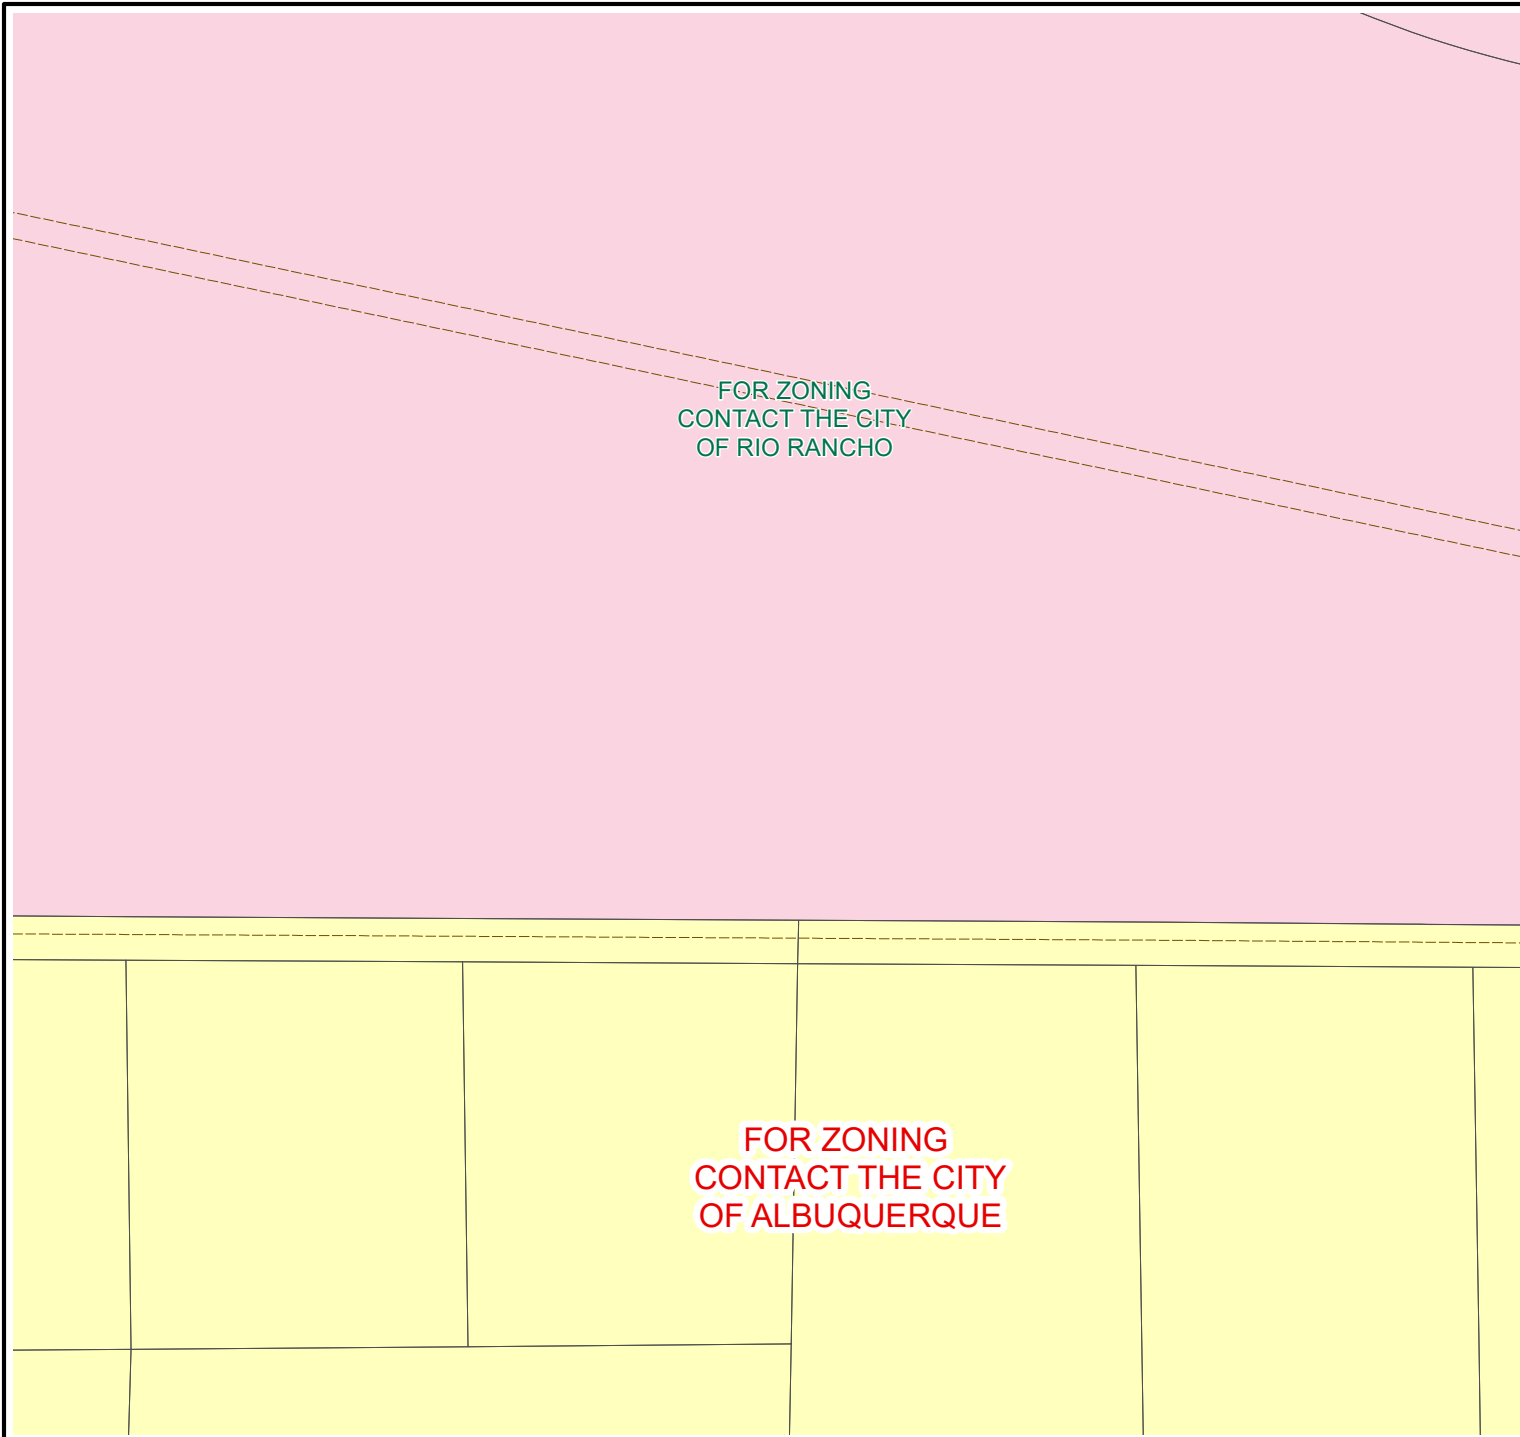 FOR ZONING
CONTACT THE CITY
OF RIO RANCHO
FOR ZONING
CONTACT THE CITY
OF ALBUQUERQUE